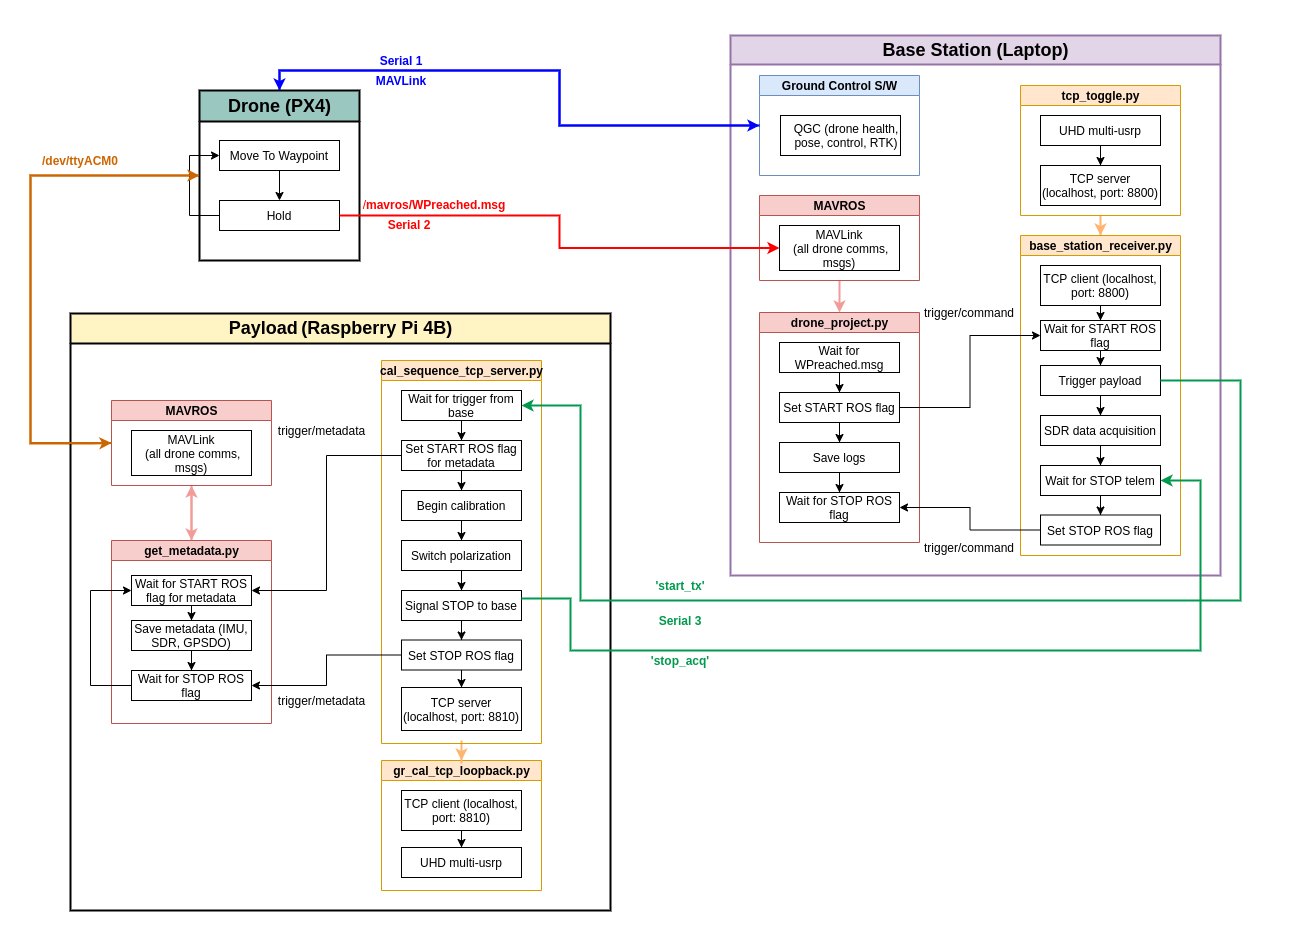 Serial 1
MAVLink
Drone (PX4)
Move To Waypoint
Hold
/dev/ttyACM0
/mavros/WPreached.msg
Serial 2
Base Station (Laptop)
Ground Control S/W
QGC (drone health,
pose, control, RTK)
MAVROS
MAVLink
(all drone comms,
msgs)
drone_project.py
Wait for
WPreached.msg
Set START ROS flag
Save logs
Wait for STOP ROS
flag
trigger/command
trigger/command
tcp_toggle.py
UHD multi-usrp
TCP server
(localhost, port: 8800)
base_station_receiver.py
TCP client (localhost,
port: 8800)
Wait for START ROS
flag
Trigger payload
SDR data acquisition
Wait for STOP telem
Set STOP ROS flag
'start_tx'
Serial 3
'stop_acq'
Payload (Raspberry Pi 4B)
MAVROS
MAVLink
(all drone comms,
msgs)
get_metadata.py
Wait for START ROS
flag for metadata
Save metadata (IMU,
SDR, GPSDO)
Wait for STOP ROS
flag
trigger/metadata
trigger/metadata
cal_sequence_tcp_server.py
Wait for trigger from
base
Set START ROS flag
for metadata
Begin calibration
Switch polarization
Signal STOP to base
Set STOP ROS flag
TCP server
(localhost, port: 8810)
gr_cal_tcp_loopback.py
TCP client (localhost,
port: 8810)
UHD multi-usrp